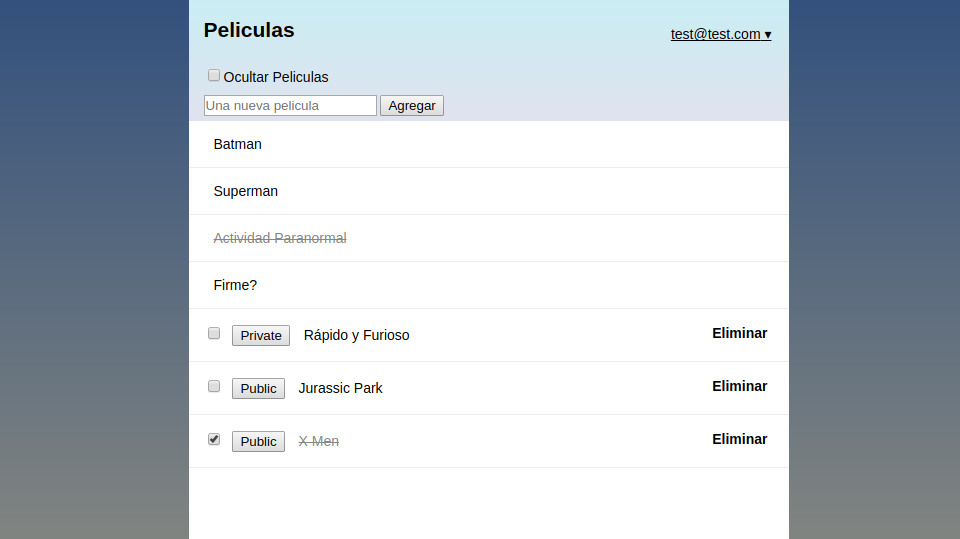 Peliculas
test@test.com ▾
Ocultar Peliculas
Una nueva pelicula Agregar
Batman
Superman
Actividad Paranormal
Firme?
Private Rápido y Furioso Eliminar
Public Jurassic Park Eliminar
Public X-Men Eliminar